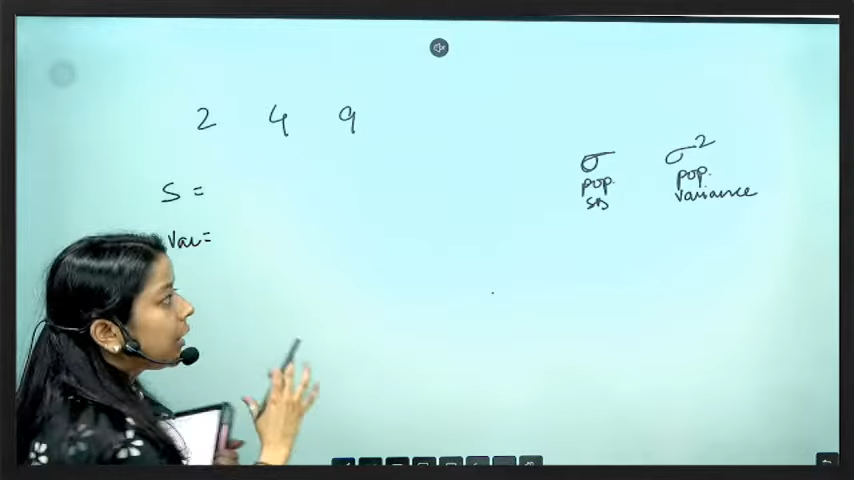 2 4 9
σ σ²
pop. pop.
SD variance
S =
Var =